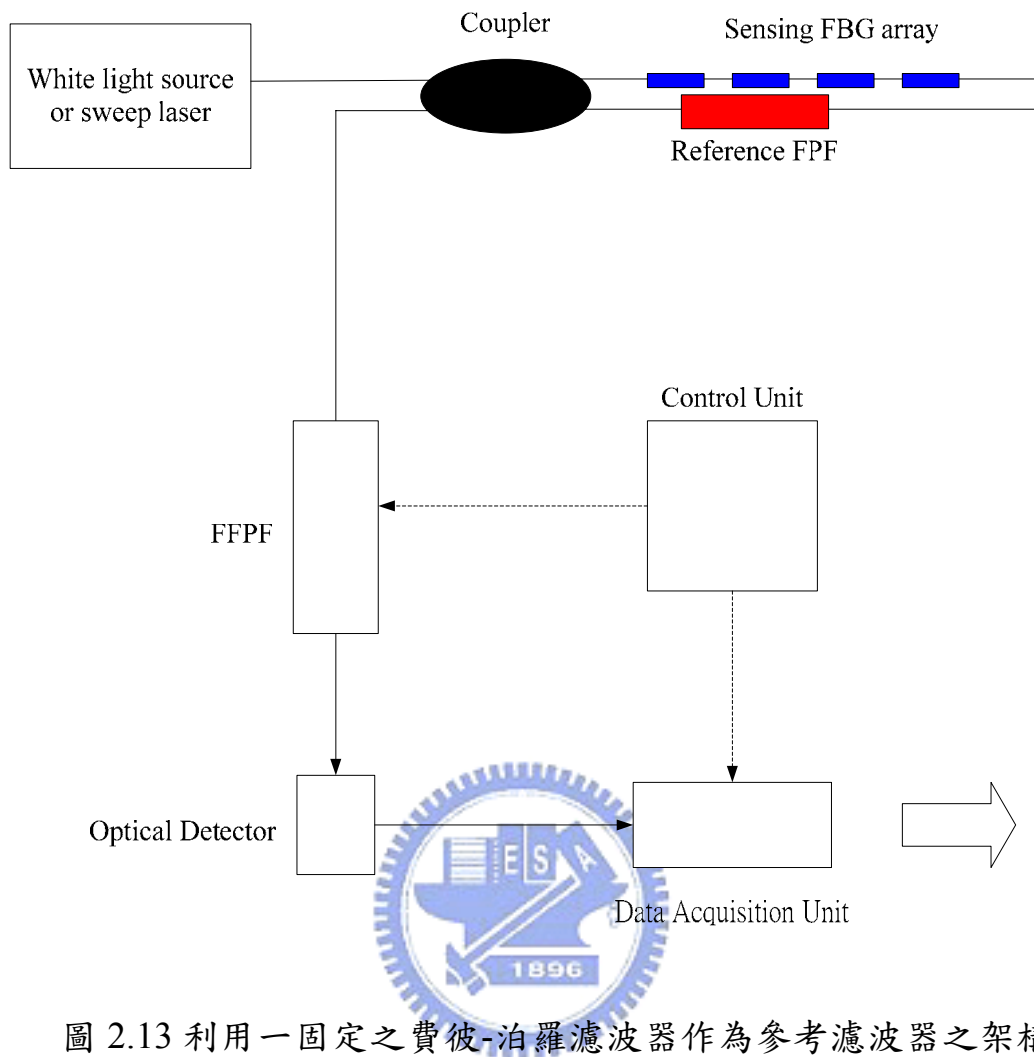 Coupler
Sensing FBG array
White light source
or sweep laser
Reference FPF
Control Unit
FFPF
Optical Detector
Data Acquisition Unit
E S A
1896
圖 2.13 利用一固定之費彼-泊羅濾波器作為參考濾波器之架構